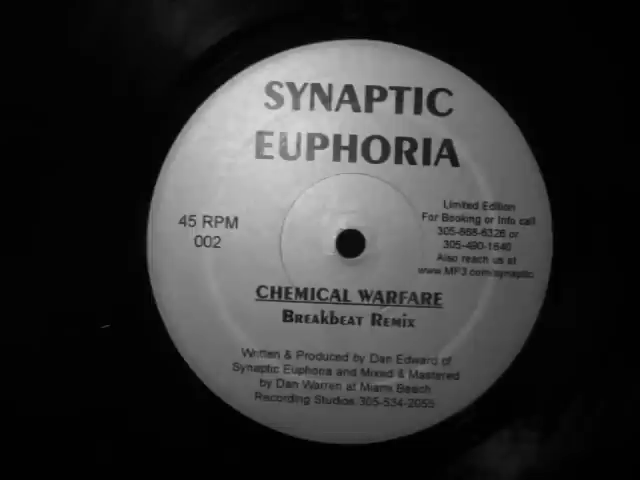 SYNAPTIC
EUPHORIA
45 RPM
002
Limited Edition
For Booking or Info call
305-668-6326 or
305-490-1640
Also reach us at
www.MP3.com/synaptic
CHEMICAL WARFARE
BREAKBEAT REMIX
Written & Produced by Dan Edward of
Synaptic Euphoria and Mixed & Mastered
by Dan Warren at Miami Beach
Recording Studios 305-534-2055